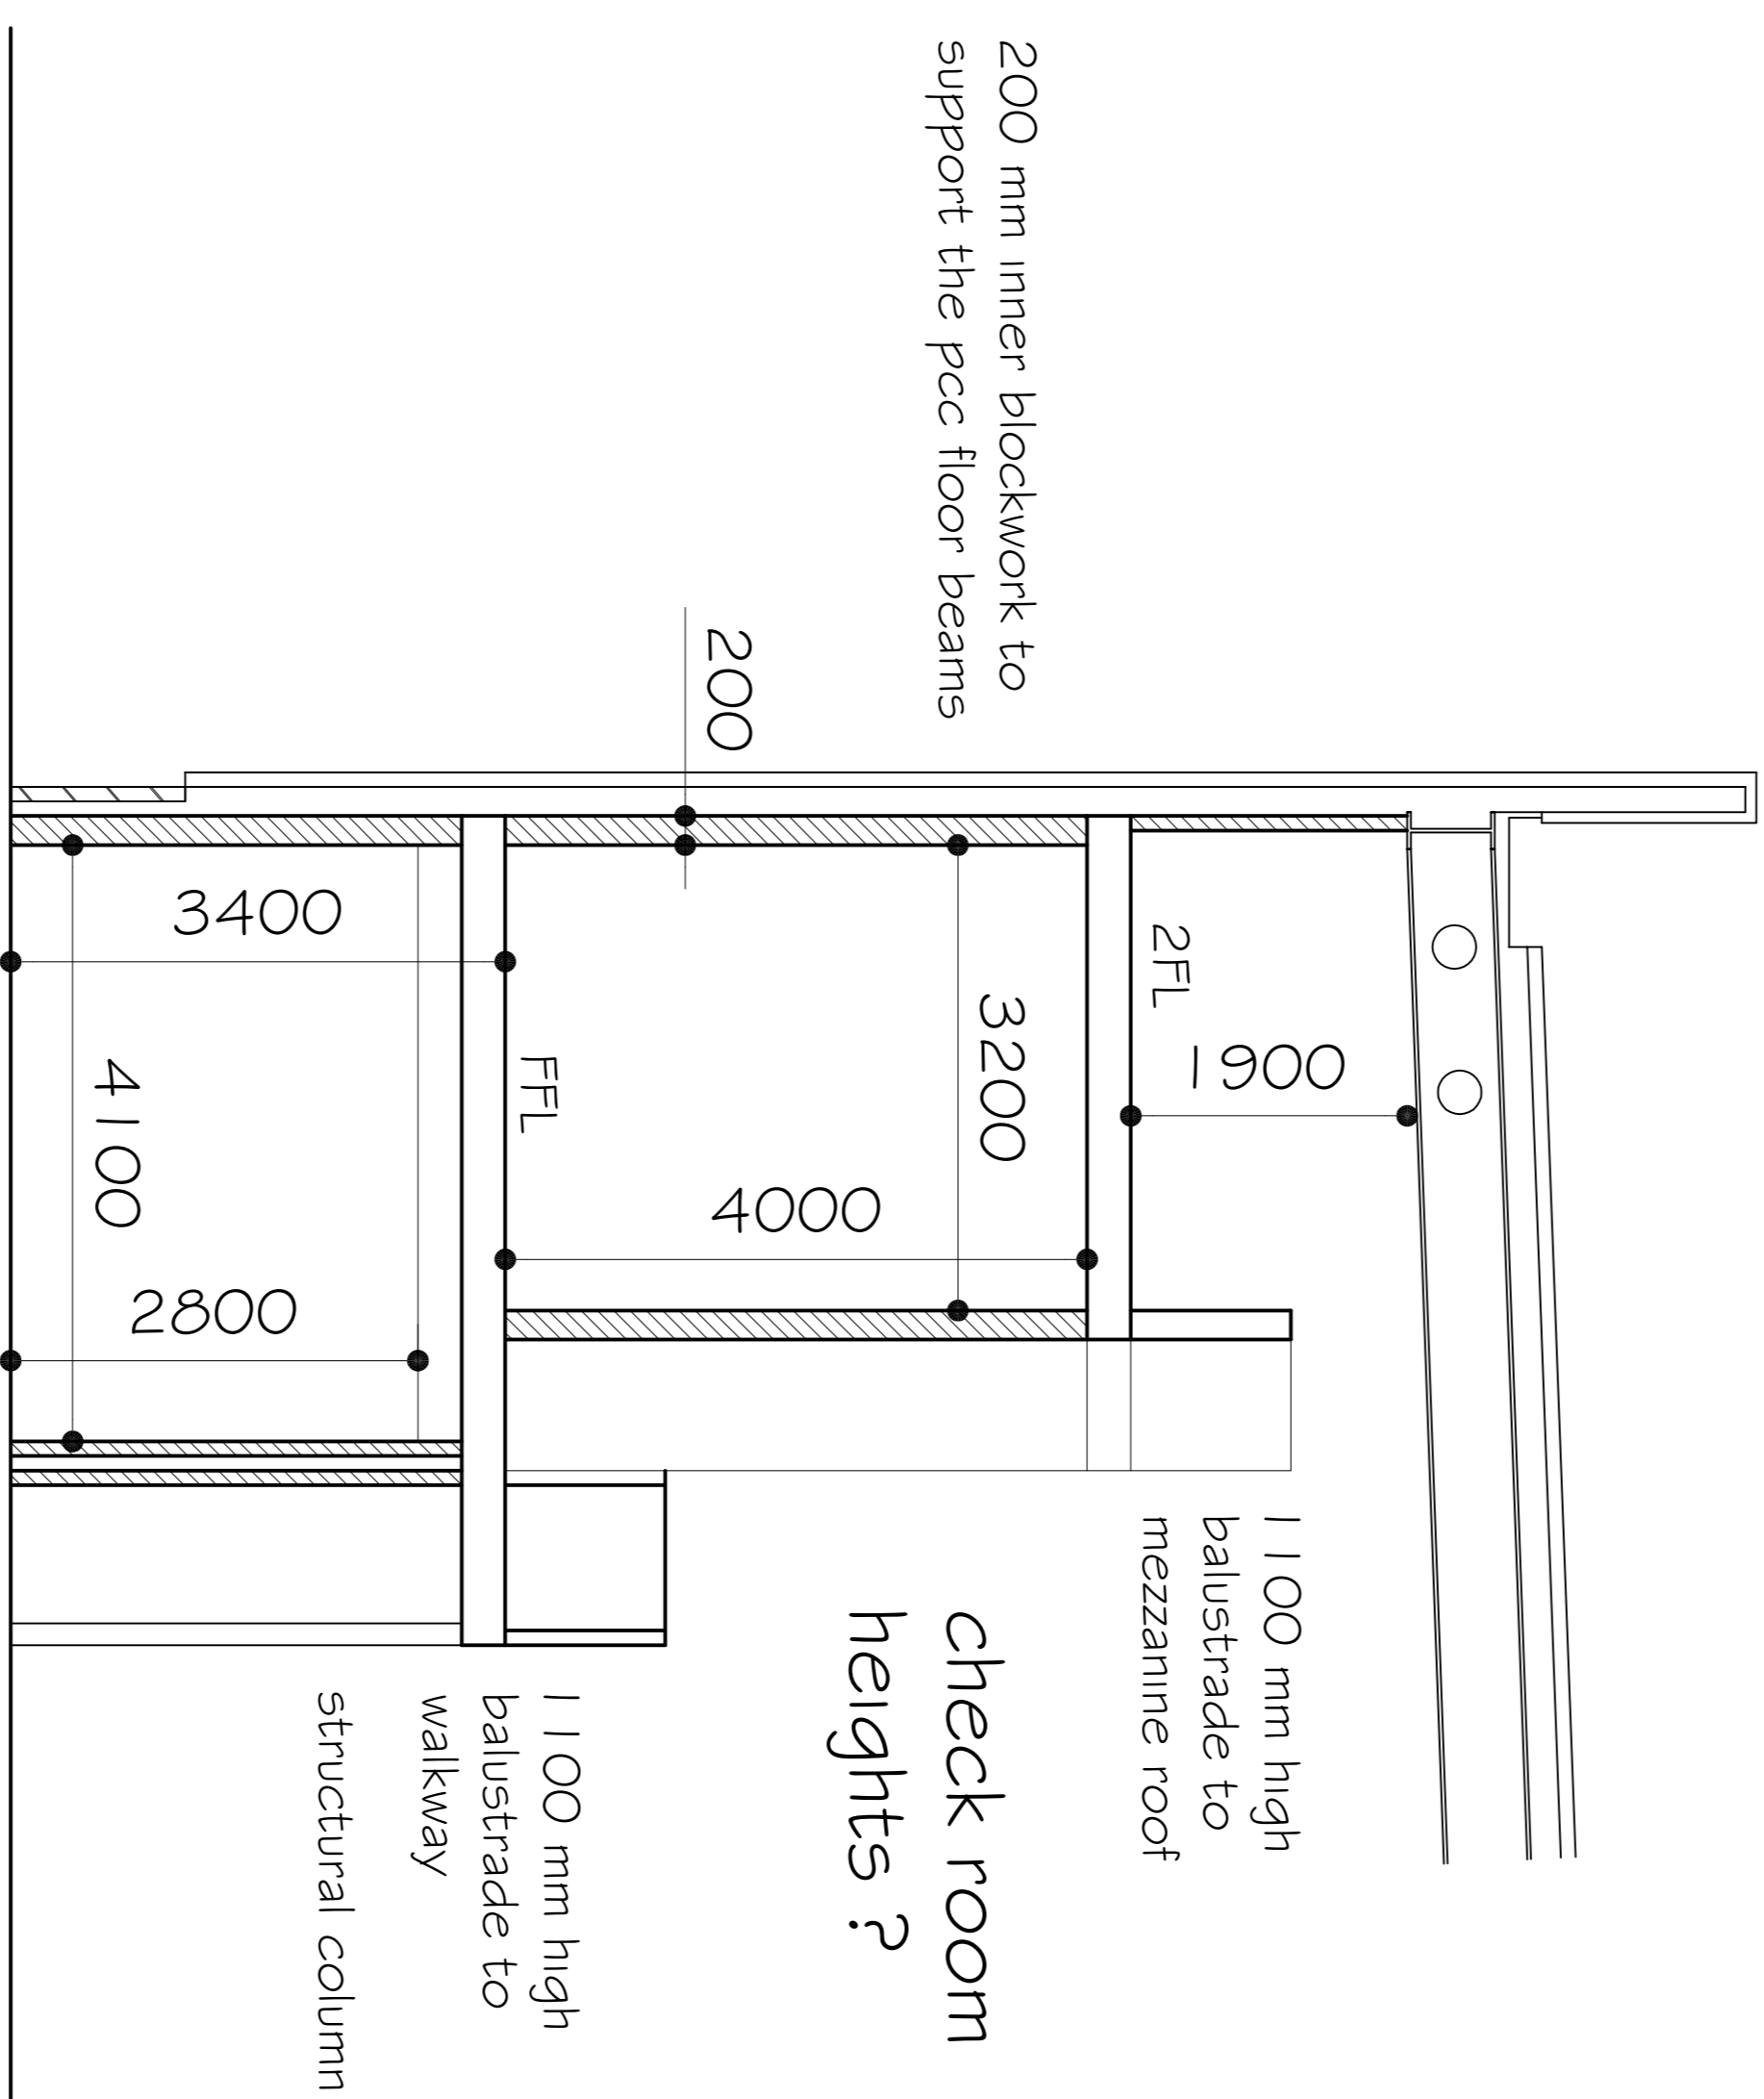 200 mm inner blockwork to
support the pcc floor beams
200
2FL
1900
3200
4000
FFL
3400
4100
2800
1100 mm high
balustrade to
mezzanine roof
check room
heights ?
1100 mm high
balustrade to
walkway
structural column